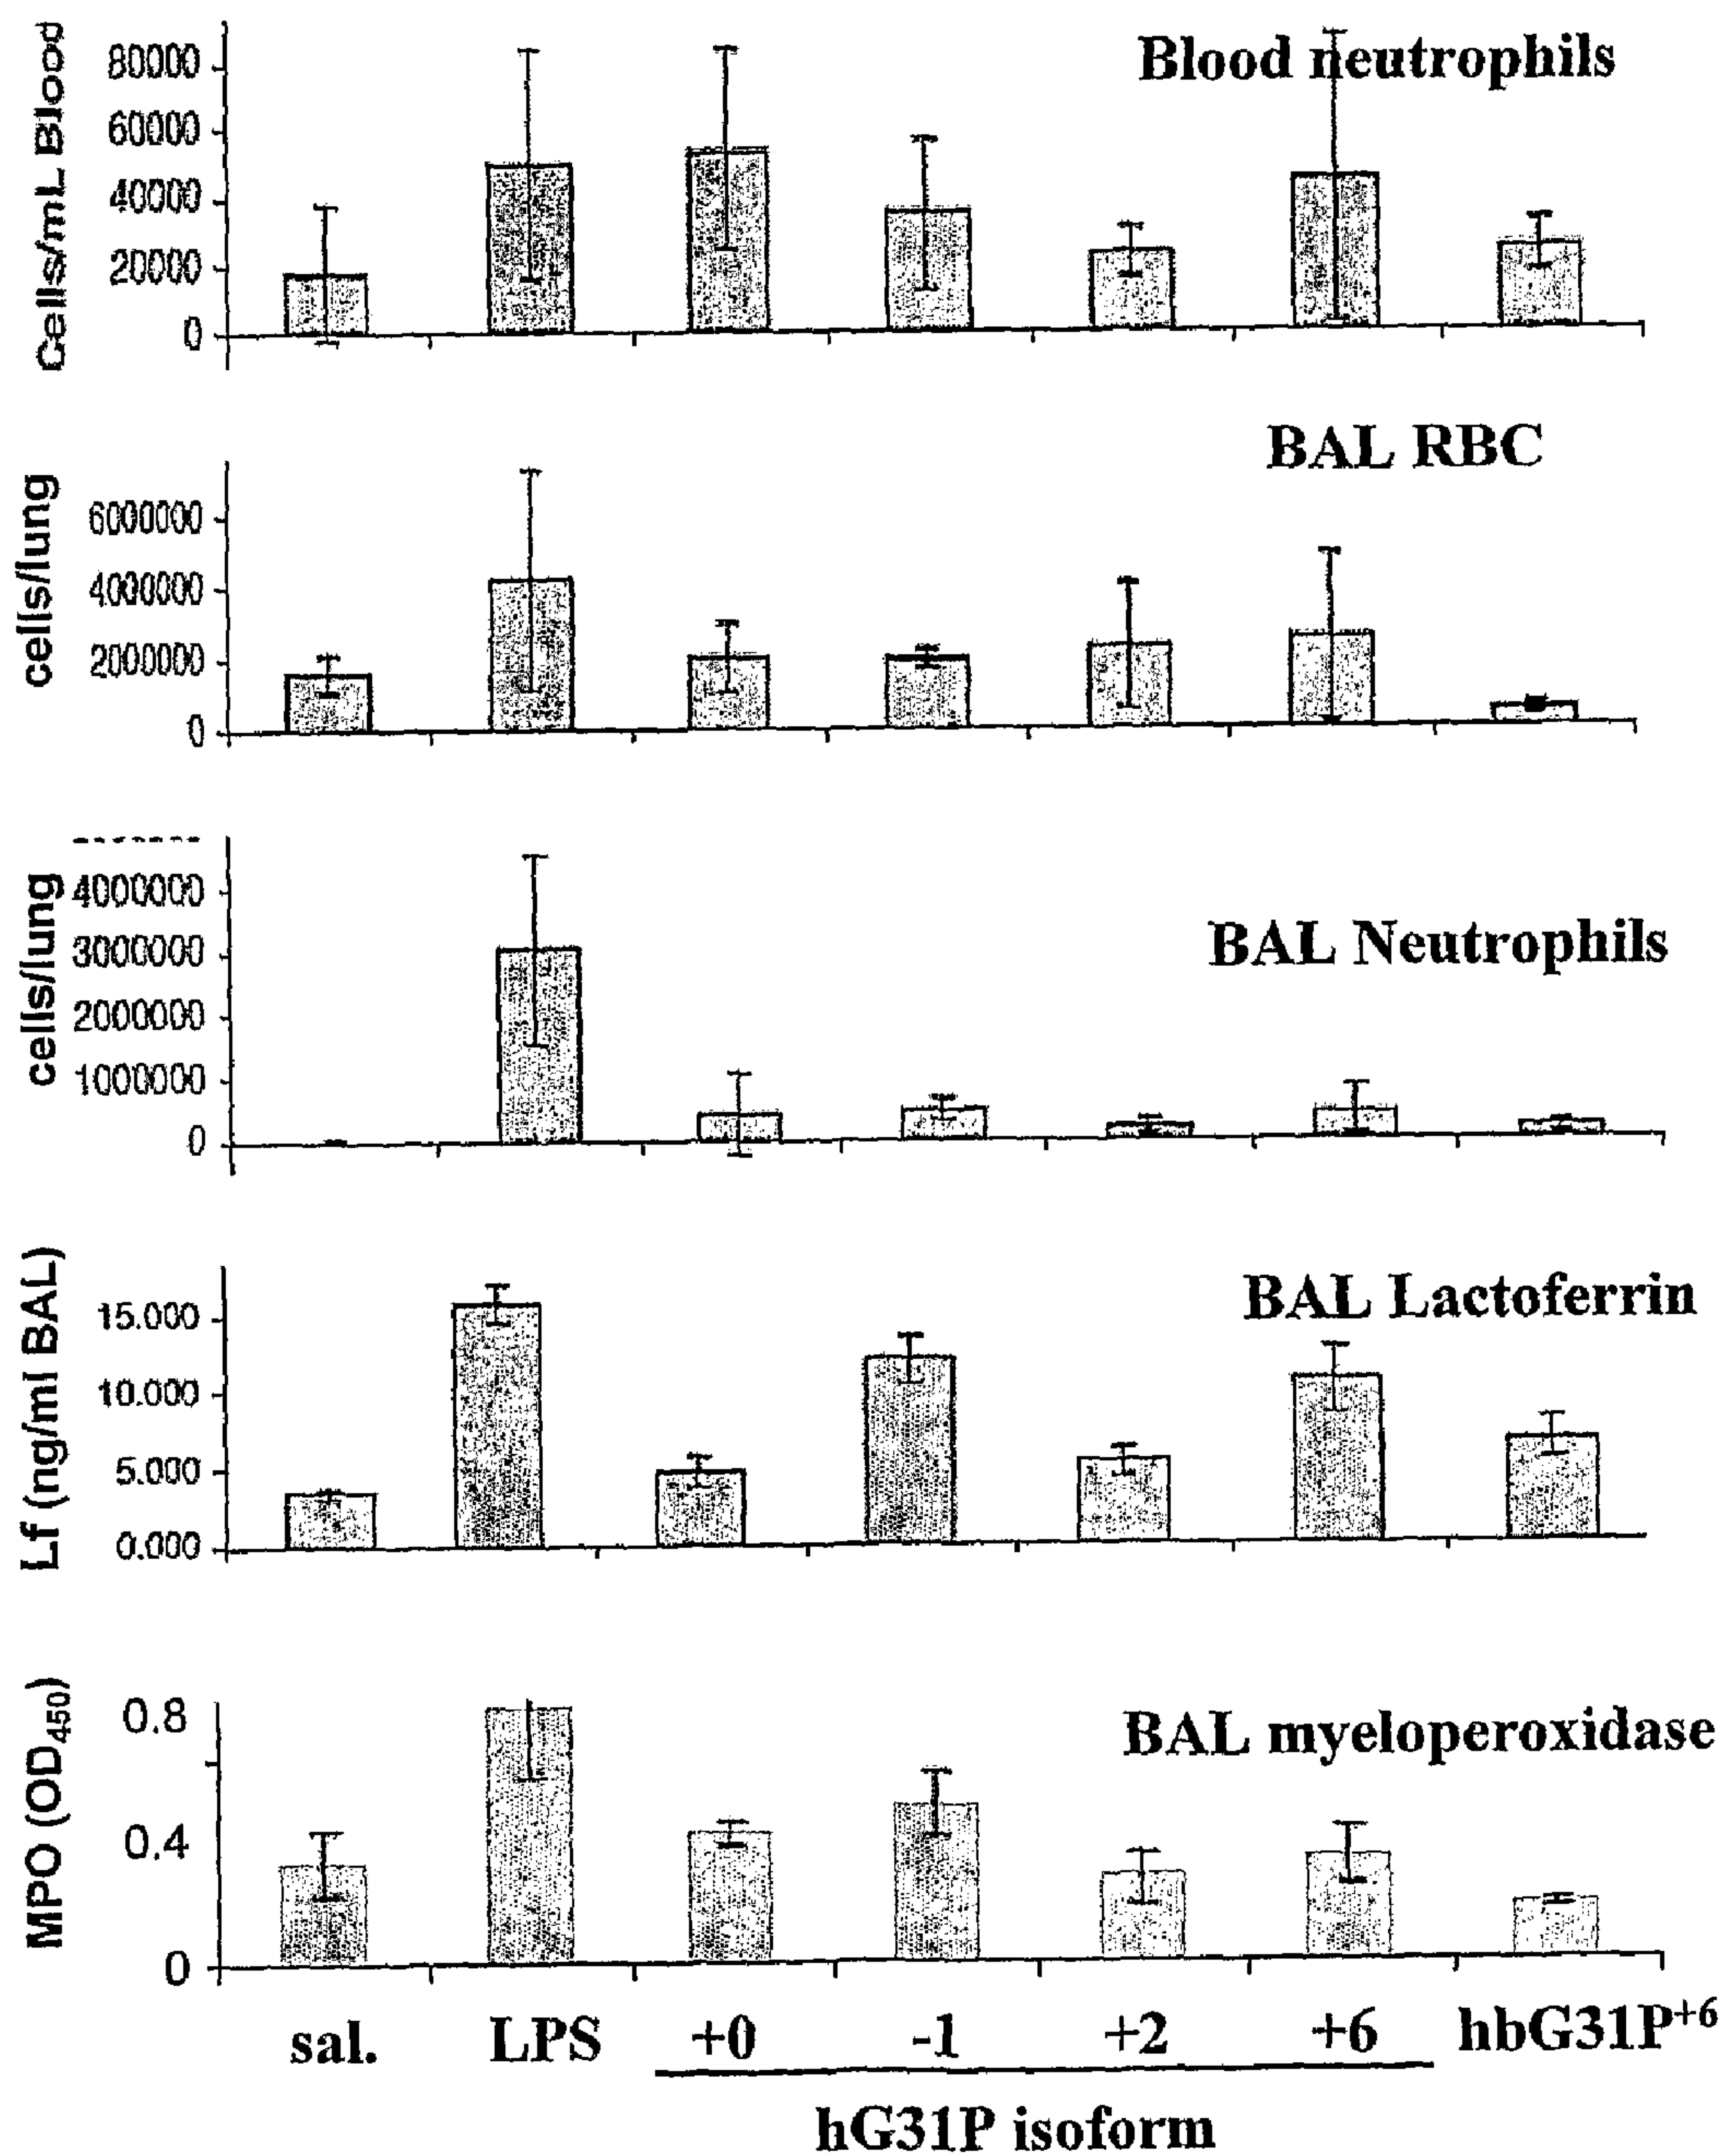 Blood neutrophils
Cells/mL Blood
80000
60000
40000
20000
0
BAL RBC
cells/lung
6000000
4000000
2000000
0
BAL Neutrophils
cells/lung
4000000
3000000
2000000
1000000
0
BAL Lactoferrin
Lf (ng/ml BAL)
15.000
10.000
5.000
0.000
BAL myeloperoxidase
MPO (OD450)
0.8
0.4
0
sal. LPS +0 -1 +2 +6 hbG31P+6
hG31P isoform